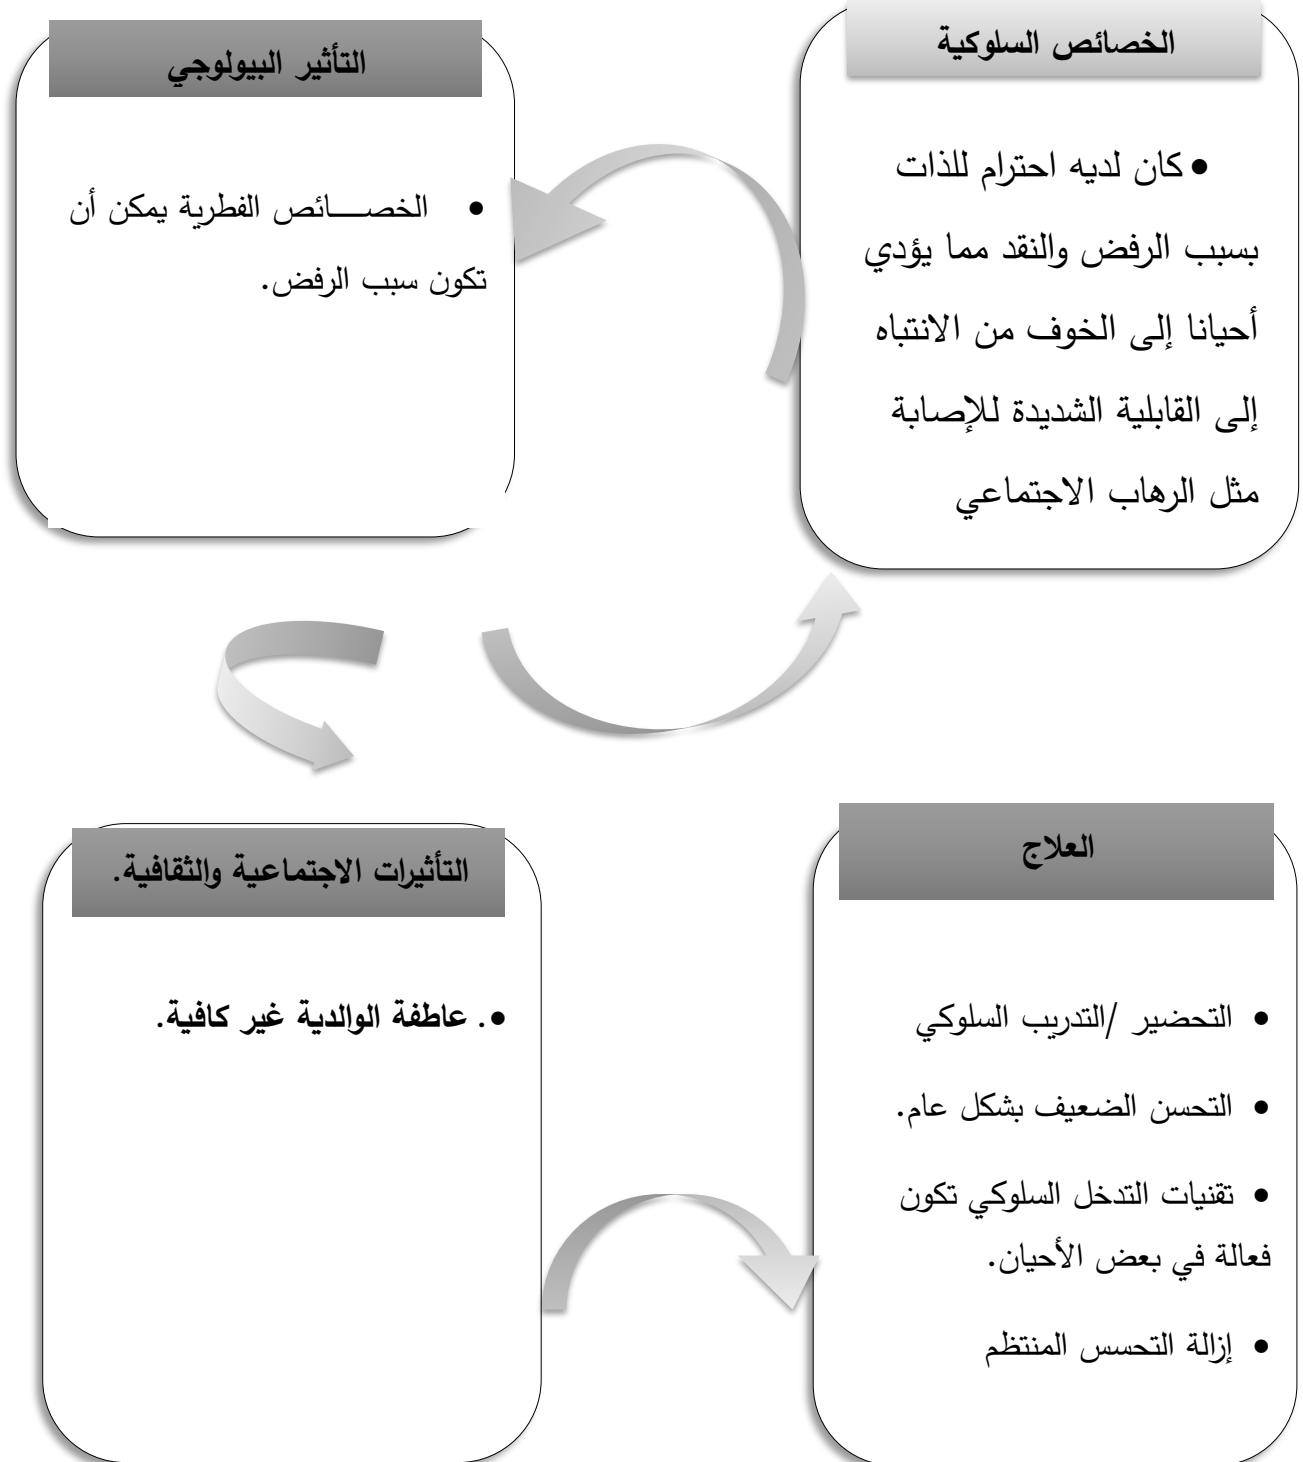 الخصائص السلوكية
• كان لديه احترام للذات
بسبب الرفض والنقد مما يؤدي
أحيانا إلى الخوف من الانتباه
إلى القابلية الشديدة للإصابة
مثل الرهاب الاجتماعي
التأثير البيولوجي
• الخصائص الفطرية يمكن أن
تكون سبب الرفض.
العلاج
• التحضير /التدريب السلوكي
• التحسن الضعيف بشكل عام.
• تقنيات التدخل السلوكي تكون
فعالة في بعض الأحيان.
• إزالة التحسس المنتظم
التأثيرات الاجتماعية والثقافية.
•. عاطفة الوالدية غير كافية.